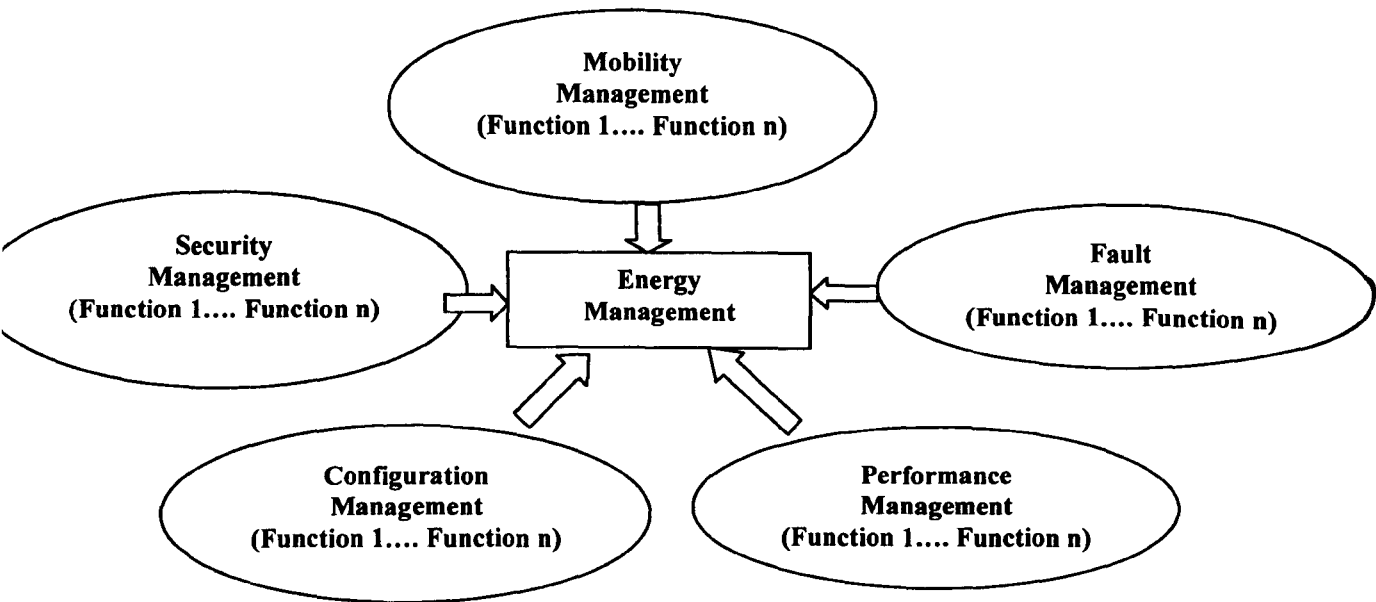 Mobility
Management
(Function 1.... Function n)
Security
Management
(Function 1.... Function n)
Energy
Management
Fault
Management
(Function 1.... Function n)
Configuration
Management
(Function 1.... Function n)
Performance
Management
(Function 1.... Function n)